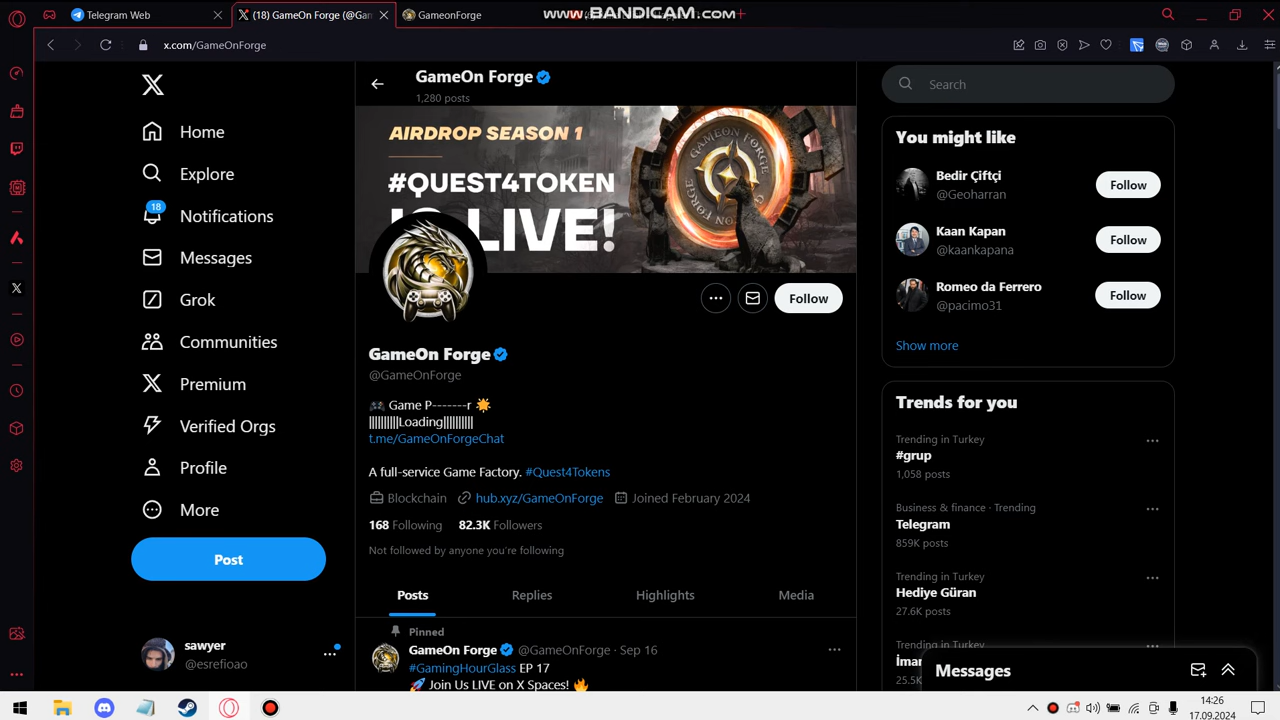 Telegram Web
(18) GameOn Forge (@Gam
GameonForge
www.BANDICAM.com
x.com/GameOnForge
GameOn Forge
1,280 posts
AIRDROP SEASON 1
#QUEST4TOKEN
IS LIVE!
GAMEON FORGE
Home
Explore
18
Notifications
Messages
Grok
Communities
Premium
Verified Orgs
Profile
More
Post
sawyer
@esrefioao
Follow
GameOn Forge
@GameOnForge
🎮 Game P-------r 🌟
||||||||||Loading||||||||||
t.me/GameOnForgeChat
A full-service Game Factory. #Quest4Tokens
Blockchain hub.xyz/GameOnForge Joined February 2024
168 Following 82.3K Followers
Not followed by anyone you're following
Posts Replies Highlights Media
Pinned
GameOn Forge @GameOnForge · Sep 16
#GamingHourGlass EP 17
🚀 Join Us LIVE on X Spaces! 🔥
Search
You might like
Bedir Çiftçi
@Geoharran
Follow
Kaan Kapan
@kaankapana
Follow
Romeo da Ferrero
@pacimo31
Follow
Show more
Trends for you
Trending in Turkey
#grup
1,058 posts
Business & finance · Trending
Telegram
859K posts
Trending in Turkey
Hediye Güran
27.6K posts
Trending in Turkey
25.5K
Messages
14:26
17.09.2024